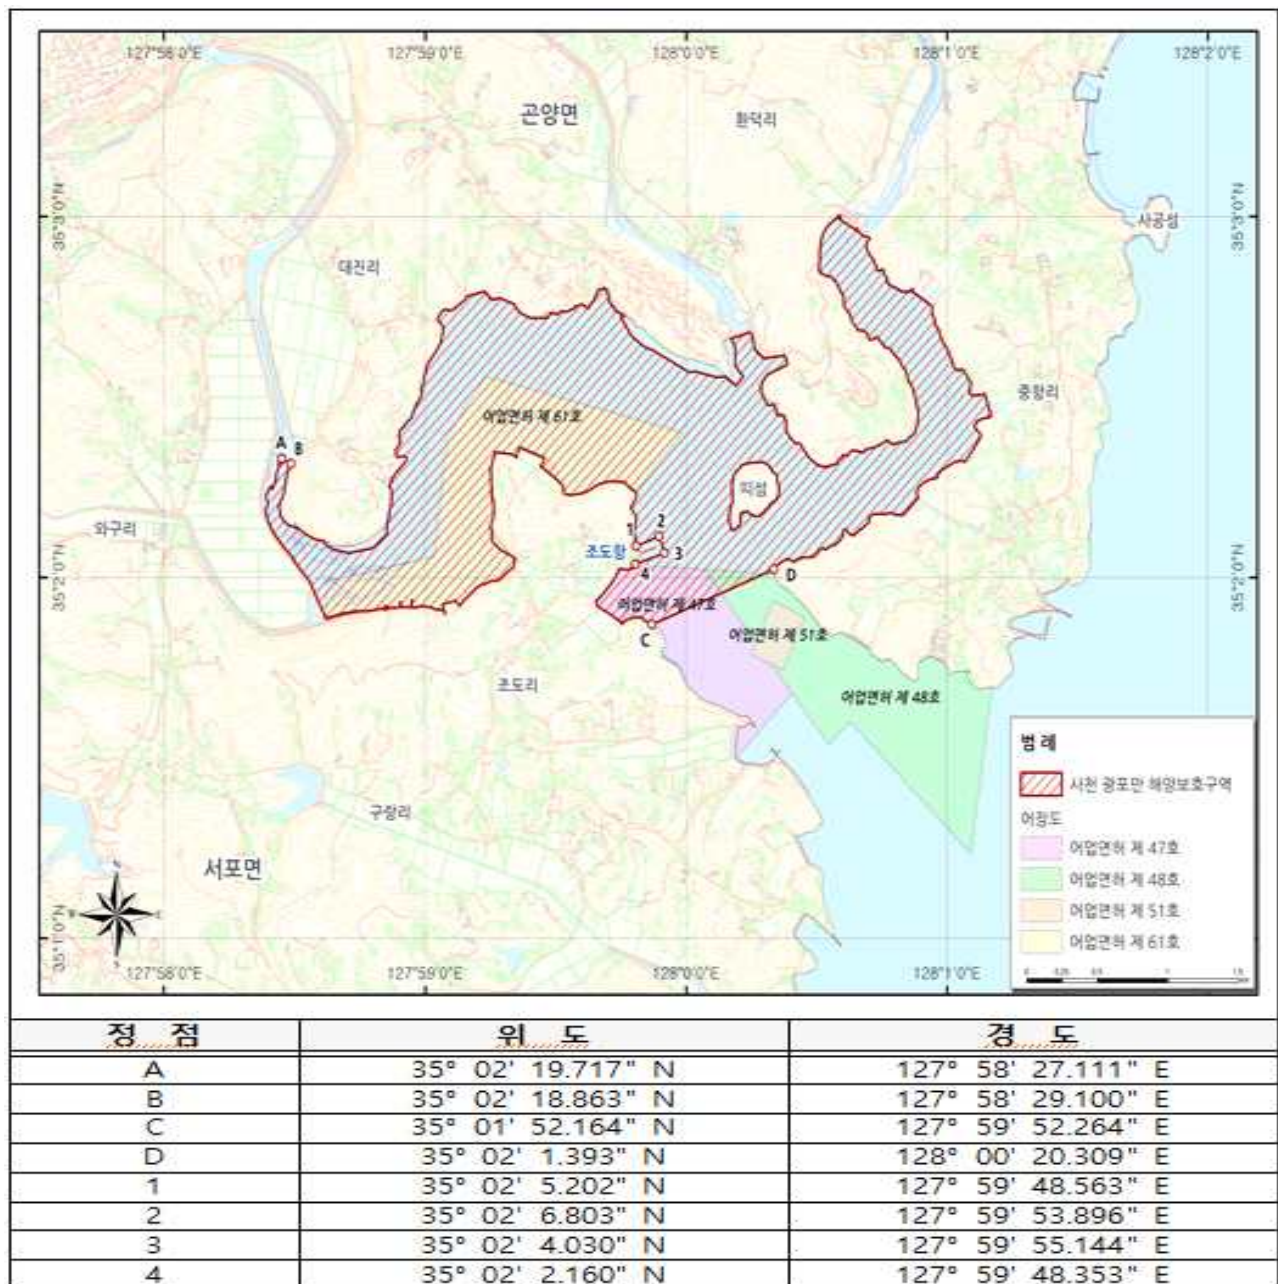 127°58'0"E 127°59'0"E 128°0'0"E 128°1'0"E 128°2'0"E
곤양면
환덕리
35°3'0"N 35°3'0"N
사공섬
대진리
중항리
어업면허 제 61호
A B
띠섬
와구리
1 2
조도항 3
4
D
35°2'0"N 35°2'0"N
어업면허 제 47호
C
어업면허 제 51호
조도리
어업면허 제 48호
구랑리
서포면
35°1'0"N
127°58'0"E 127°59'0"E 128°0'0"E 128°1'0"E
범 례
사천 광포만 해양보호구역
어장도
어업면허 제 47호
어업면허 제 48호
어업면허 제 51호
어업면허 제 61호
정 점 위 도 경 도
A 35° 02' 19.717" N 127° 58' 27.111" E
B 35° 02' 18.863" N 127° 58' 29.100" E
C 35° 01' 52.164" N 127° 59' 52.264" E
D 35° 02' 1.393" N 128° 00' 20.309" E
1 35° 02' 5.202" N 127° 59' 48.563" E
2 35° 02' 6.803" N 127° 59' 53.896" E
3 35° 02' 4.030" N 127° 59' 55.144" E
4 35° 02' 2.160" N 127° 59' 48.353" E